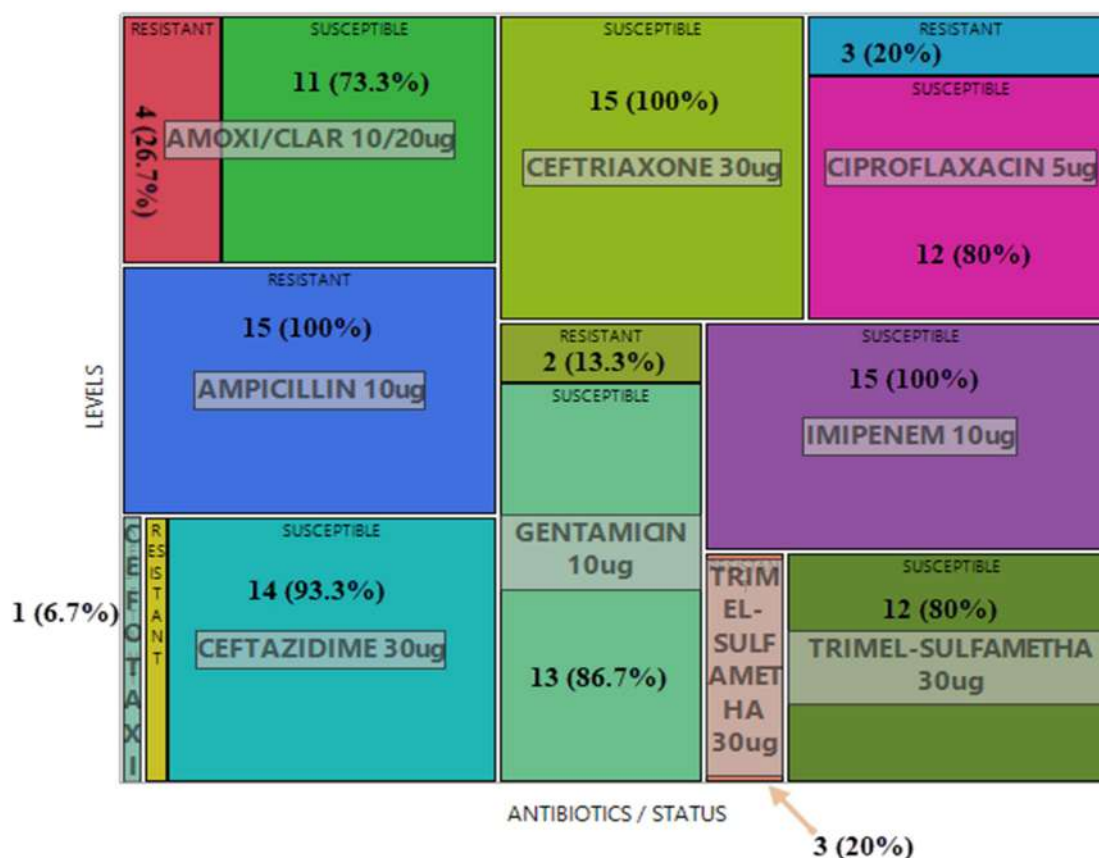 RESISTANT
4 (26.7%)
SUSCEPTIBLE
11 (73.3%)
AMOXI/CLAR 10/20ug
SUSCEPTIBLE
15 (100%)
CEFTRIAXONE 30ug
RESISTANT
3 (20%)
SUSCEPTIBLE
CIPROFLAXACIN 5ug
12 (80%)
RESISTANT
15 (100%)
AMPICILLIN 10ug
LEVELS
RESISTANT
2 (13.3%)
SUSCEPTIBLE
GENTAMICIN
10ug
13 (86.7%)
SUSCEPTIBLE
15 (100%)
IMIPENEM 10ug
1 (6.7%)
CEFOTAXI
RESISTANT
SUSCEPTIBLE
14 (93.3%)
CEFTAZIDIME 30ug
TRIM
EL-
SULF
AMET
HA
30ug
SUSCEPTIBLE
12 (80%)
TRIMEL-SULFAMETHA
30ug
ANTIBIOTICS / STATUS
3 (20%)